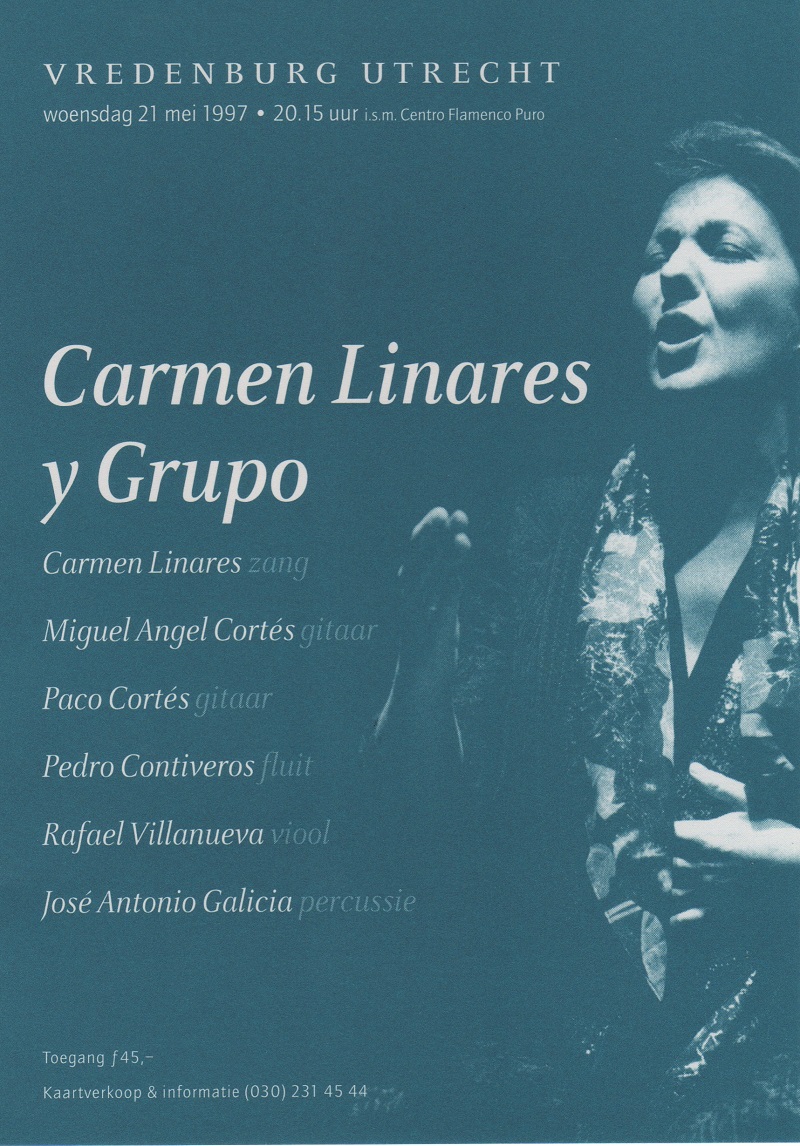 VREDENBURG UTRECHT
woensdag 21 mei 1997 • 20.15 uur i.s.m. Centro Flamenco Puro
Carmen Linares
y Grupo
Carmen Linares zang
Miguel Angel Cortés gitaar
Paco Cortés gitaar
Pedro Contiveros fluit
Rafael Villanueva viool
José Antonio Galicia percussie
Toegang ƒ45,–
Kaartverkoop & informatie (030) 231 45 44